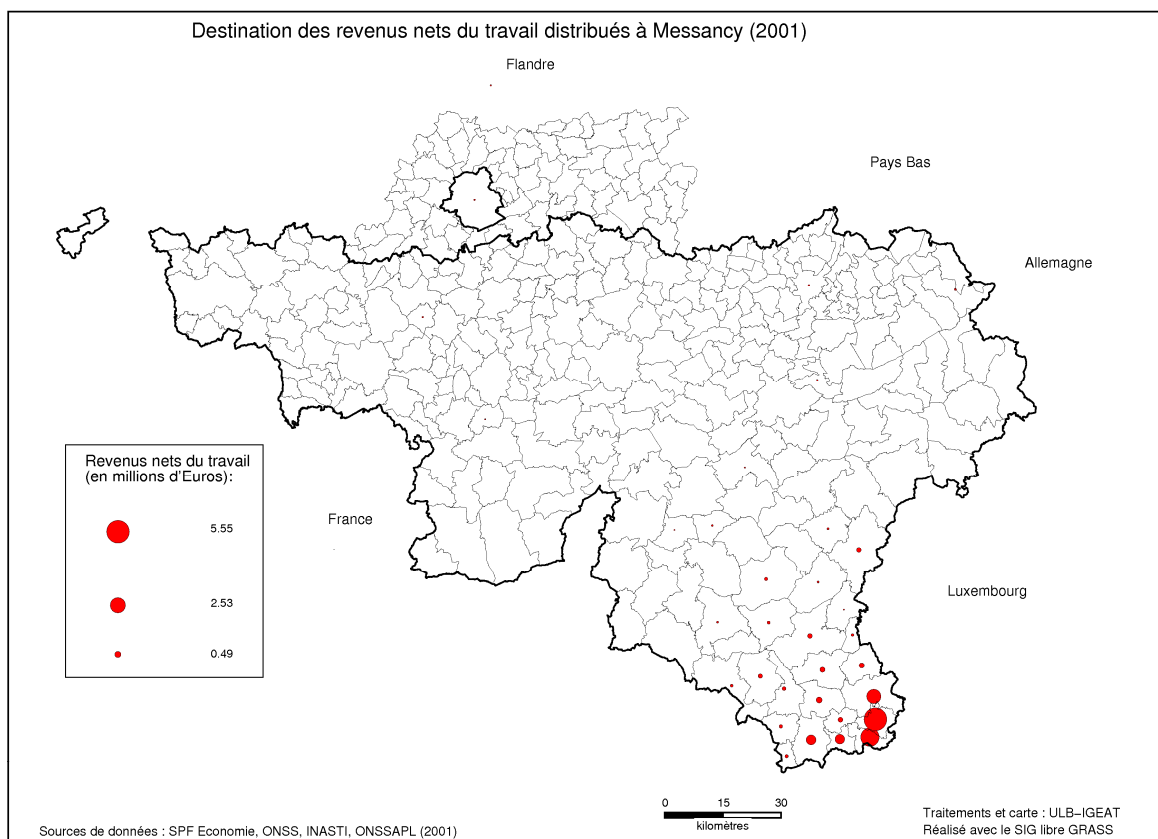 Destination des revenus nets du travail distribués à Messancy (2001)
Flandre
Pays Bas
Allemagne
Revenus nets du travail
(en millions d'Euros):
5.55
2.53
0.49
France
Luxembourg
0 15 30
kilomètres
Sources de données : SPF Economie, ONSS, INASTI, ONSSAPL (2001)
Traitements et carte : ULB-IGEAT
Réalisé avec le SIG libre GRASS